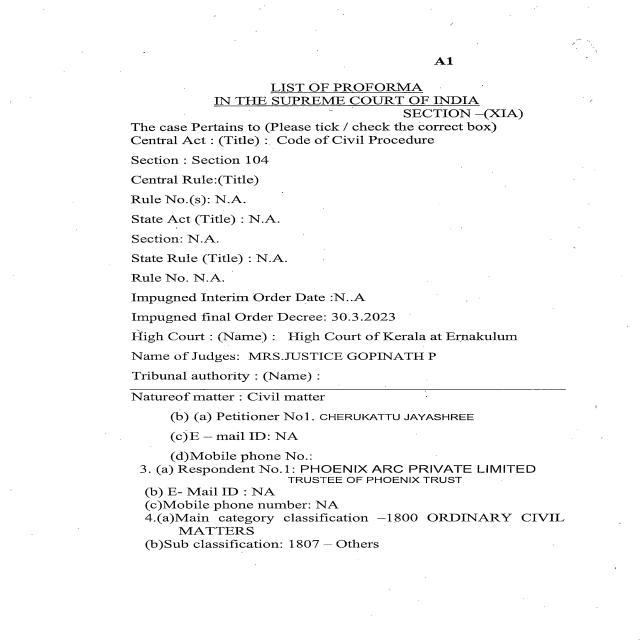 A1
LIST OF PROFORMA
IN THE SUPREME COURT OF INDIA
SECTION –(XIA)
The case Pertains to (Please tick / check the correct box)
Central Act : (Title) : Code of Civil Procedure
Section : Section 104
Central Rule:(Title)
Rule No.(s): N.A.
State Act (Title) : N.A.
Section: N.A.
State Rule (Title) : N.A.
Rule No. N.A.
Impugned Interim Order Date :N..A
Impugned final Order Decree: 30.3.2023
High Court : (Name) : High Court of Kerala at Ernakulum
Name of Judges: MRS.JUSTICE GOPINATH P
Tribunal authority : (Name) :
Natureof matter : Civil matter
(b) (a) Petitioner No1. CHERUKATTU JAYASHREE
(c)E – mail ID: NA
(d)Mobile phone No.:
3. (a) Respondent No.1: PHOENIX ARC PRIVATE LIMITED
TRUSTEE OF PHOENIX TRUST
(b) E- Mail ID : NA
(c)Mobile phone number: NA
4.(a)Main category classification –1800 ORDINARY CIVIL
MATTERS
(b)Sub classification: 1807 – Others